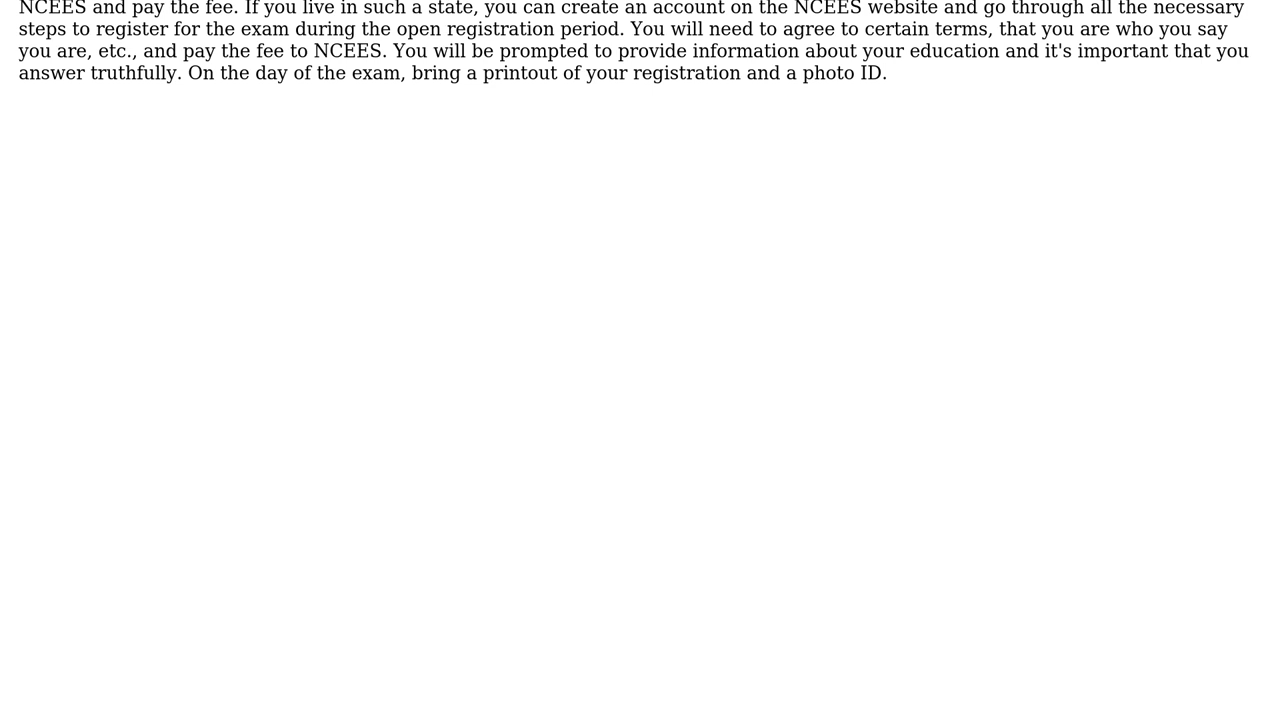 NCEES and pay the fee. If you live in such a state, you can create an account on the NCEES website and go through all the necessary
steps to register for the exam during the open registration period. You will need to agree to certain terms, that you are who you say
you are, etc., and pay the fee to NCEES. You will be prompted to provide information about your education and it's important that you
answer truthfully. On the day of the exam, bring a printout of your registration and a photo ID.